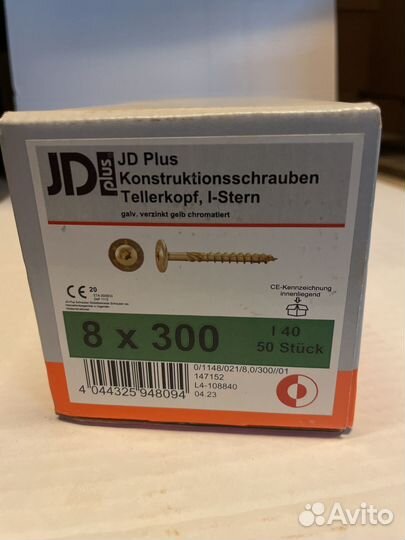 JD plus
JD Plus
Konstruktionsschrauben
Tellerkopf, I-Stern
galv. verzinkt gelb chromatiert
CE 20
CE-Kennzeichnung
innenliegend
8 x 300
I 40
50 Stück
0/1148/021/8,0/300//01
147152
L4-108840
04.23
4 044325 948094
Avito